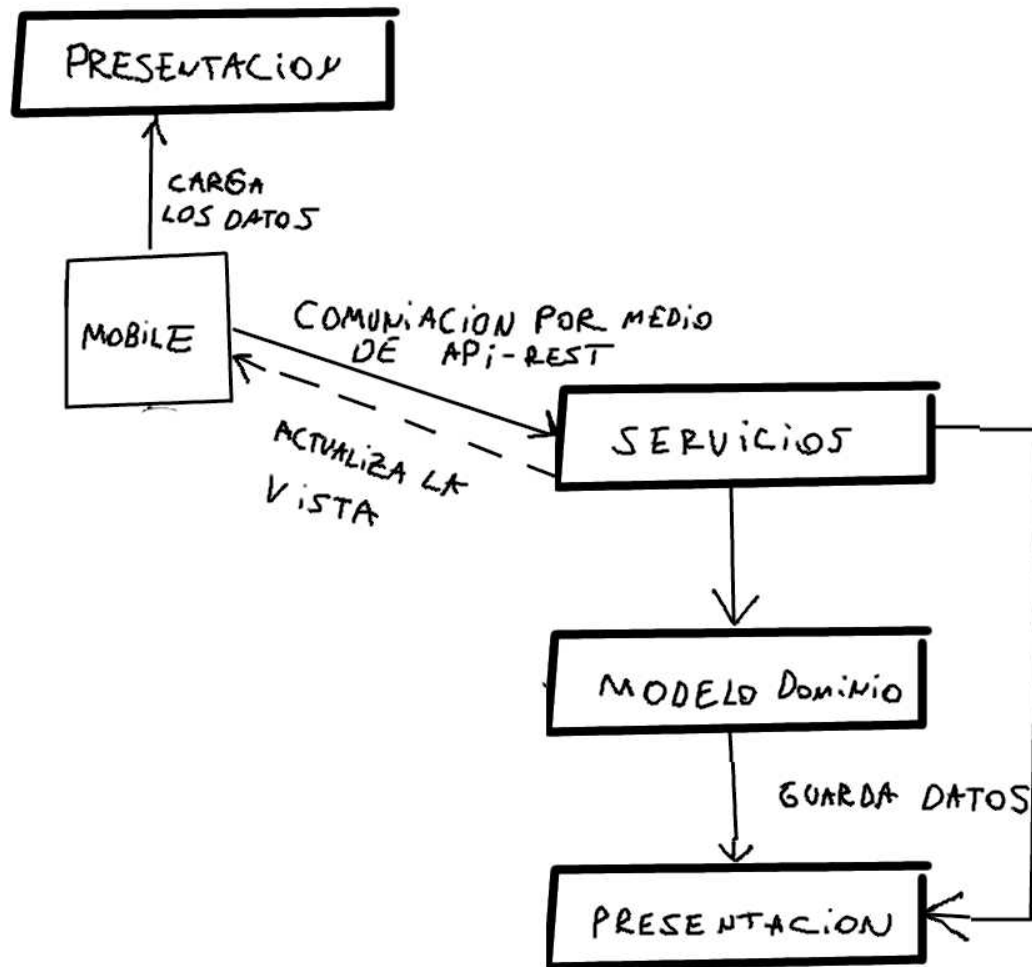 PRESENTACION
CARGA
LOS DATOS
MOBILE
COMUNIACION POR MEDIO
DE API-REST
ACTUALIZA LA
VISTA
SERVICIOS
MODELO DOMINIO
GUARDA DATOS
PRESENTACION